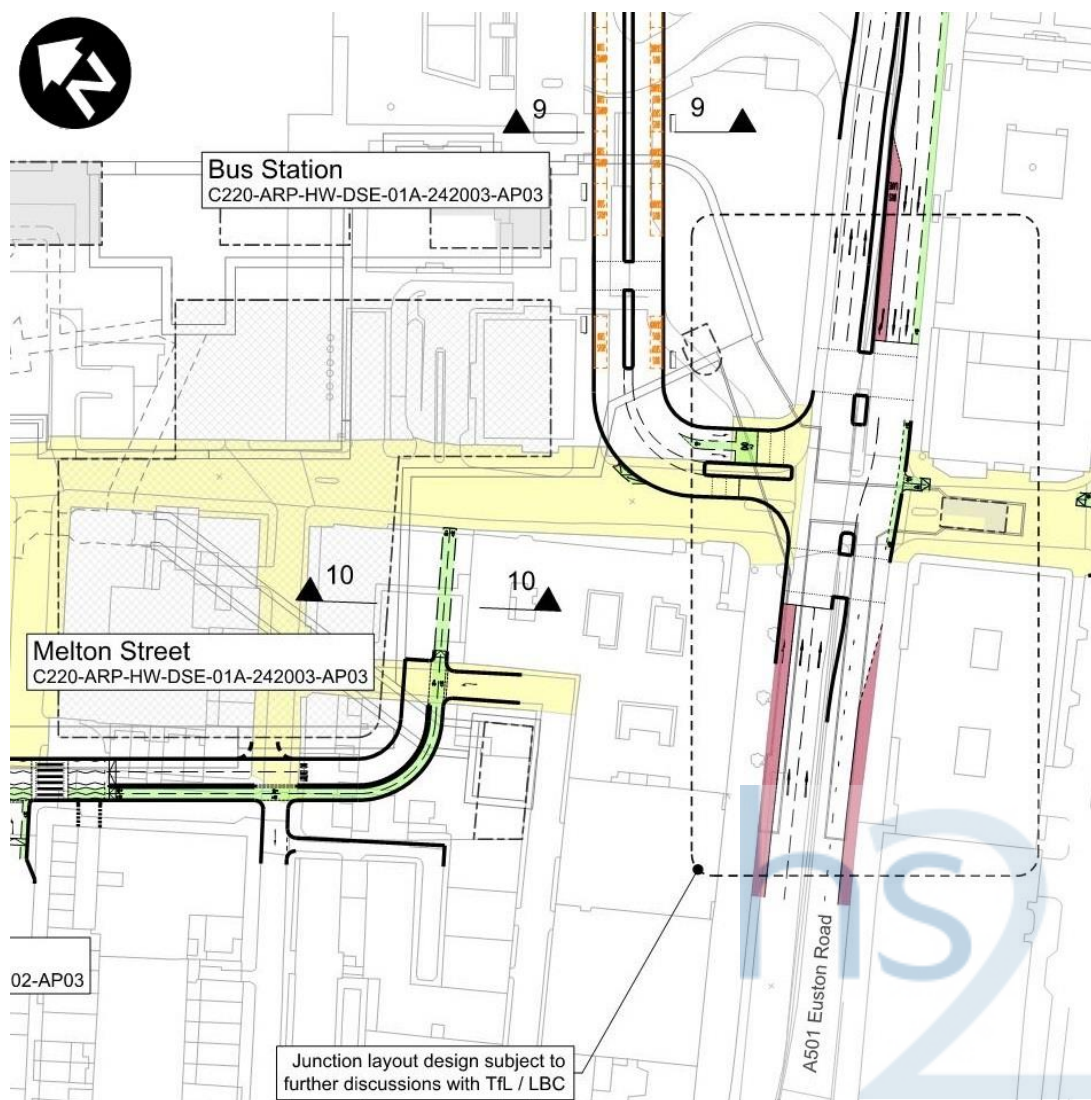 N
9
9
Bus Station
C220-ARP-HW-DSE-01A-242003-AP03
10
10
Melton Street
C220-ARP-HW-DSE-01A-242003-AP03
02-AP03
A501 Euston Road
Junction layout design subject to
further discussions with TfL / LBC
hs2